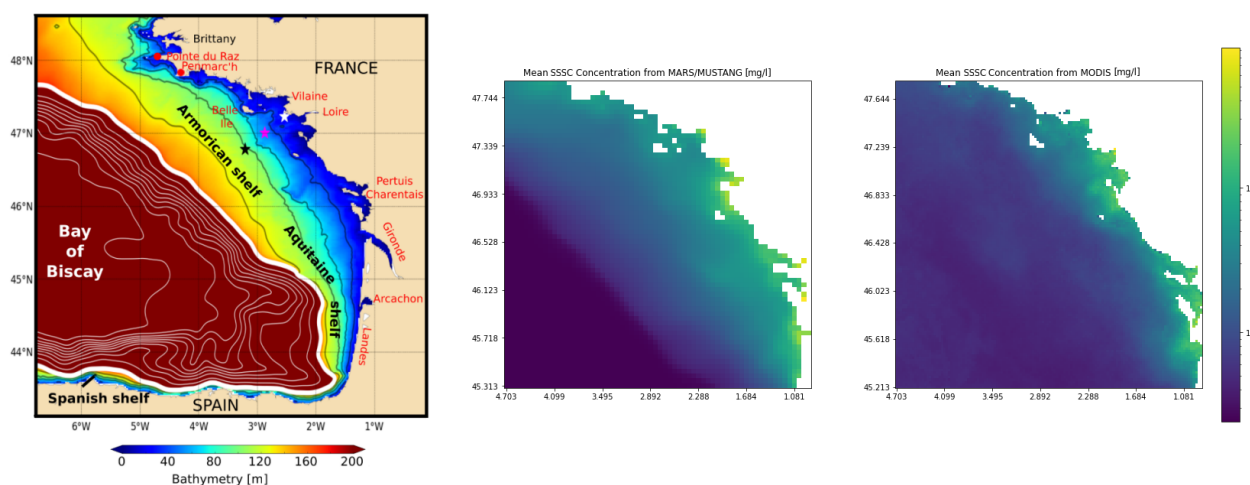 Brittany
48°N
Pointe du Raz
Penmarc'h
FRANCE
Vilaine
Loire
Belle
Ile
47°N
Armorican shelf
Pertuis
Charentais
46°N
Gironde
Bay
of
Biscay
Aquitaine
shelf
45°N
Arcachon
Landes
44°N
Spanish shelf
SPAIN
6°W 5°W 4°W 3°W 2°W 1°W
0 40 80 120 160 200
Bathymetry [m]
Mean SSSC Concentration from MARS/MUSTANG [mg/l]
47.744
47.339
46.933
46.528
46.123
45.718
45.313
4.703 4.099 3.495 2.892 2.288 1.684 1.081
Mean SSSC Concentration from MODIS [mg/l]
47.644
47.239
46.833
46.428
46.023
45.618
45.213
4.703 4.099 3.495 2.892 2.288 1.684 1.081
1
1